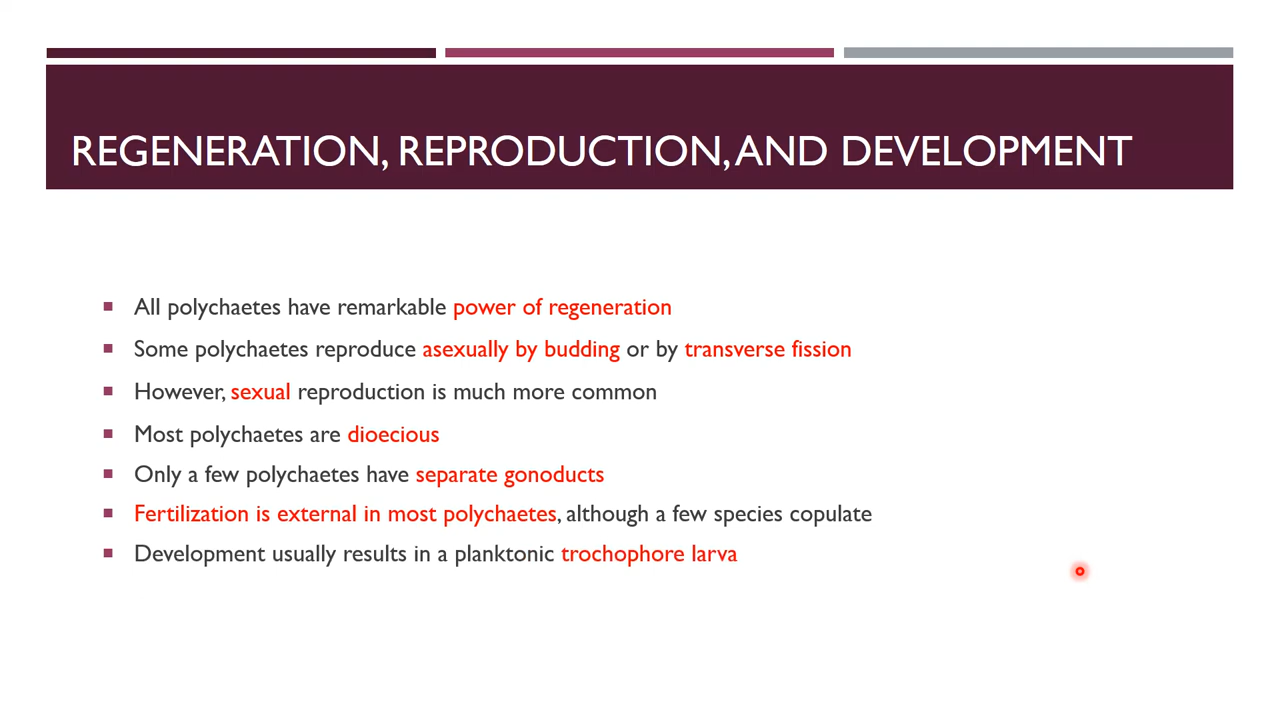 REGENERATION, REPRODUCTION, AND DEVELOPMENT
All polychaetes have remarkable power of regeneration
Some polychaetes reproduce asexually by budding or by transverse fission
However, sexual reproduction is much more common
Most polychaetes are dioecious
Only a few polychaetes have separate gonoducts
Fertilization is external in most polychaetes, although a few species copulate
Development usually results in a planktonic trochophore larva